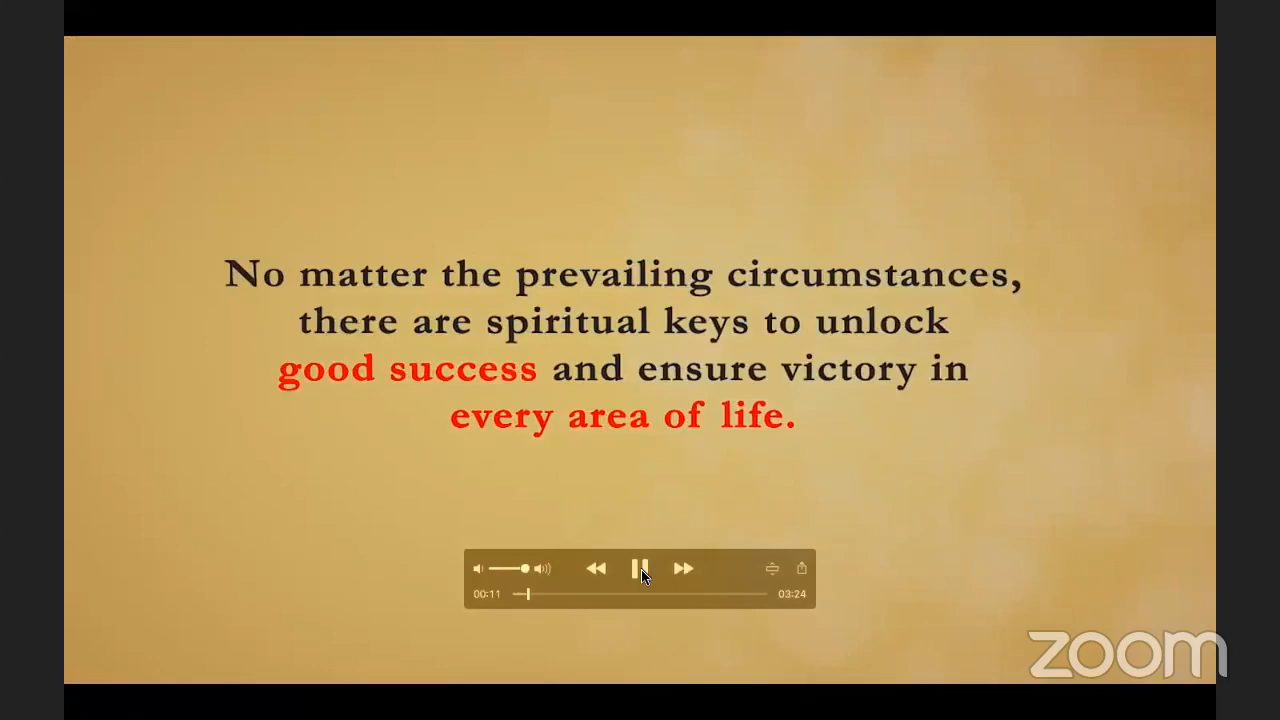 No matter the prevailing circumstances,
there are spiritual keys to unlock
good success and ensure victory in
every area of life.
00:11
03:24
zoom